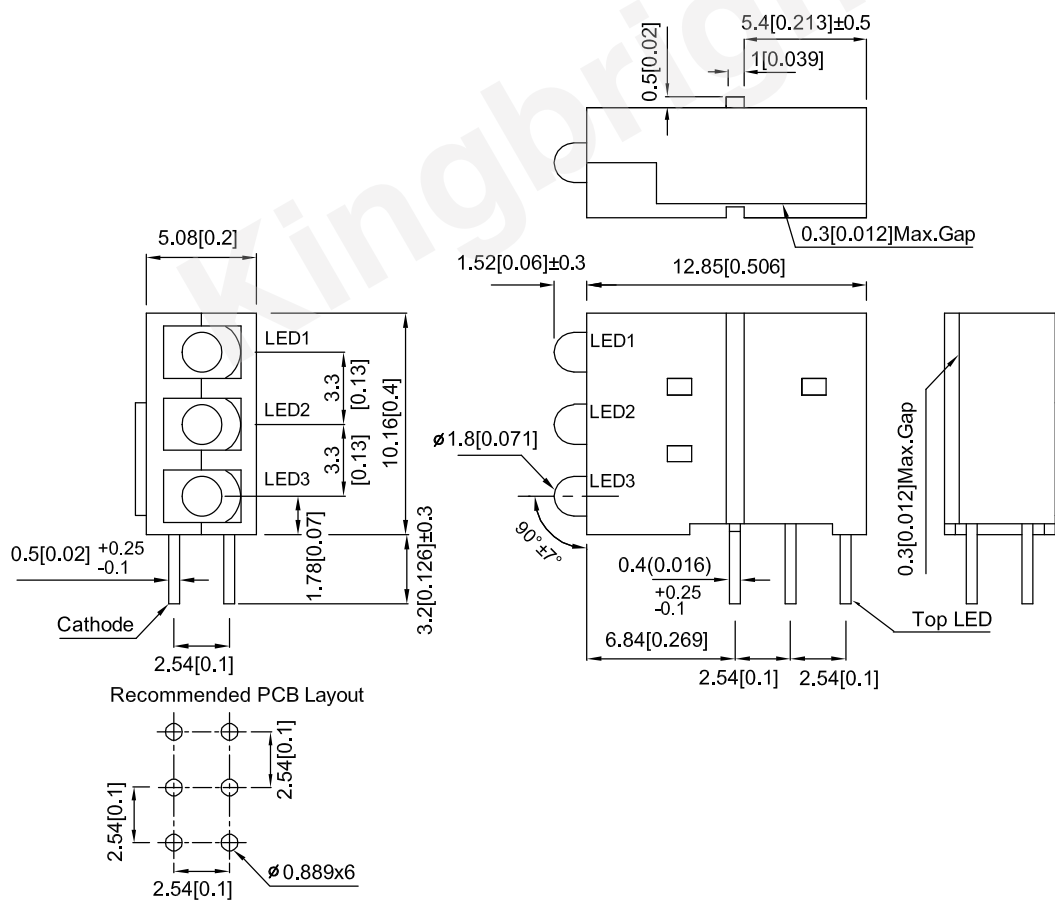 Kingbright
5.4[0.213]±0.5
0.5[0.02]
1[0.039]
0.3[0.012]Max.Gap
5.08[0.2]
LED1
LED2
LED3
3.3
[0.13]
3.3
[0.13]
10.16[0.4]
1.78[0.07]
3.2[0.126]±0.3
0.5[0.02] +0.25
-0.1
Cathode
2.54[0.1]
1.52[0.06]±0.3
12.85[0.506]
LED1
LED2
LED3
ø1.8[0.071]
90°±7°
0.4(0.016)
+0.25
-0.1
6.84[0.269]
2.54[0.1]
2.54[0.1]
Top LED
0.3[0.012]Max.Gap
Recommended PCB Layout
2.54[0.1]
2.54[0.1]
2.54[0.1]
ø0.889x6